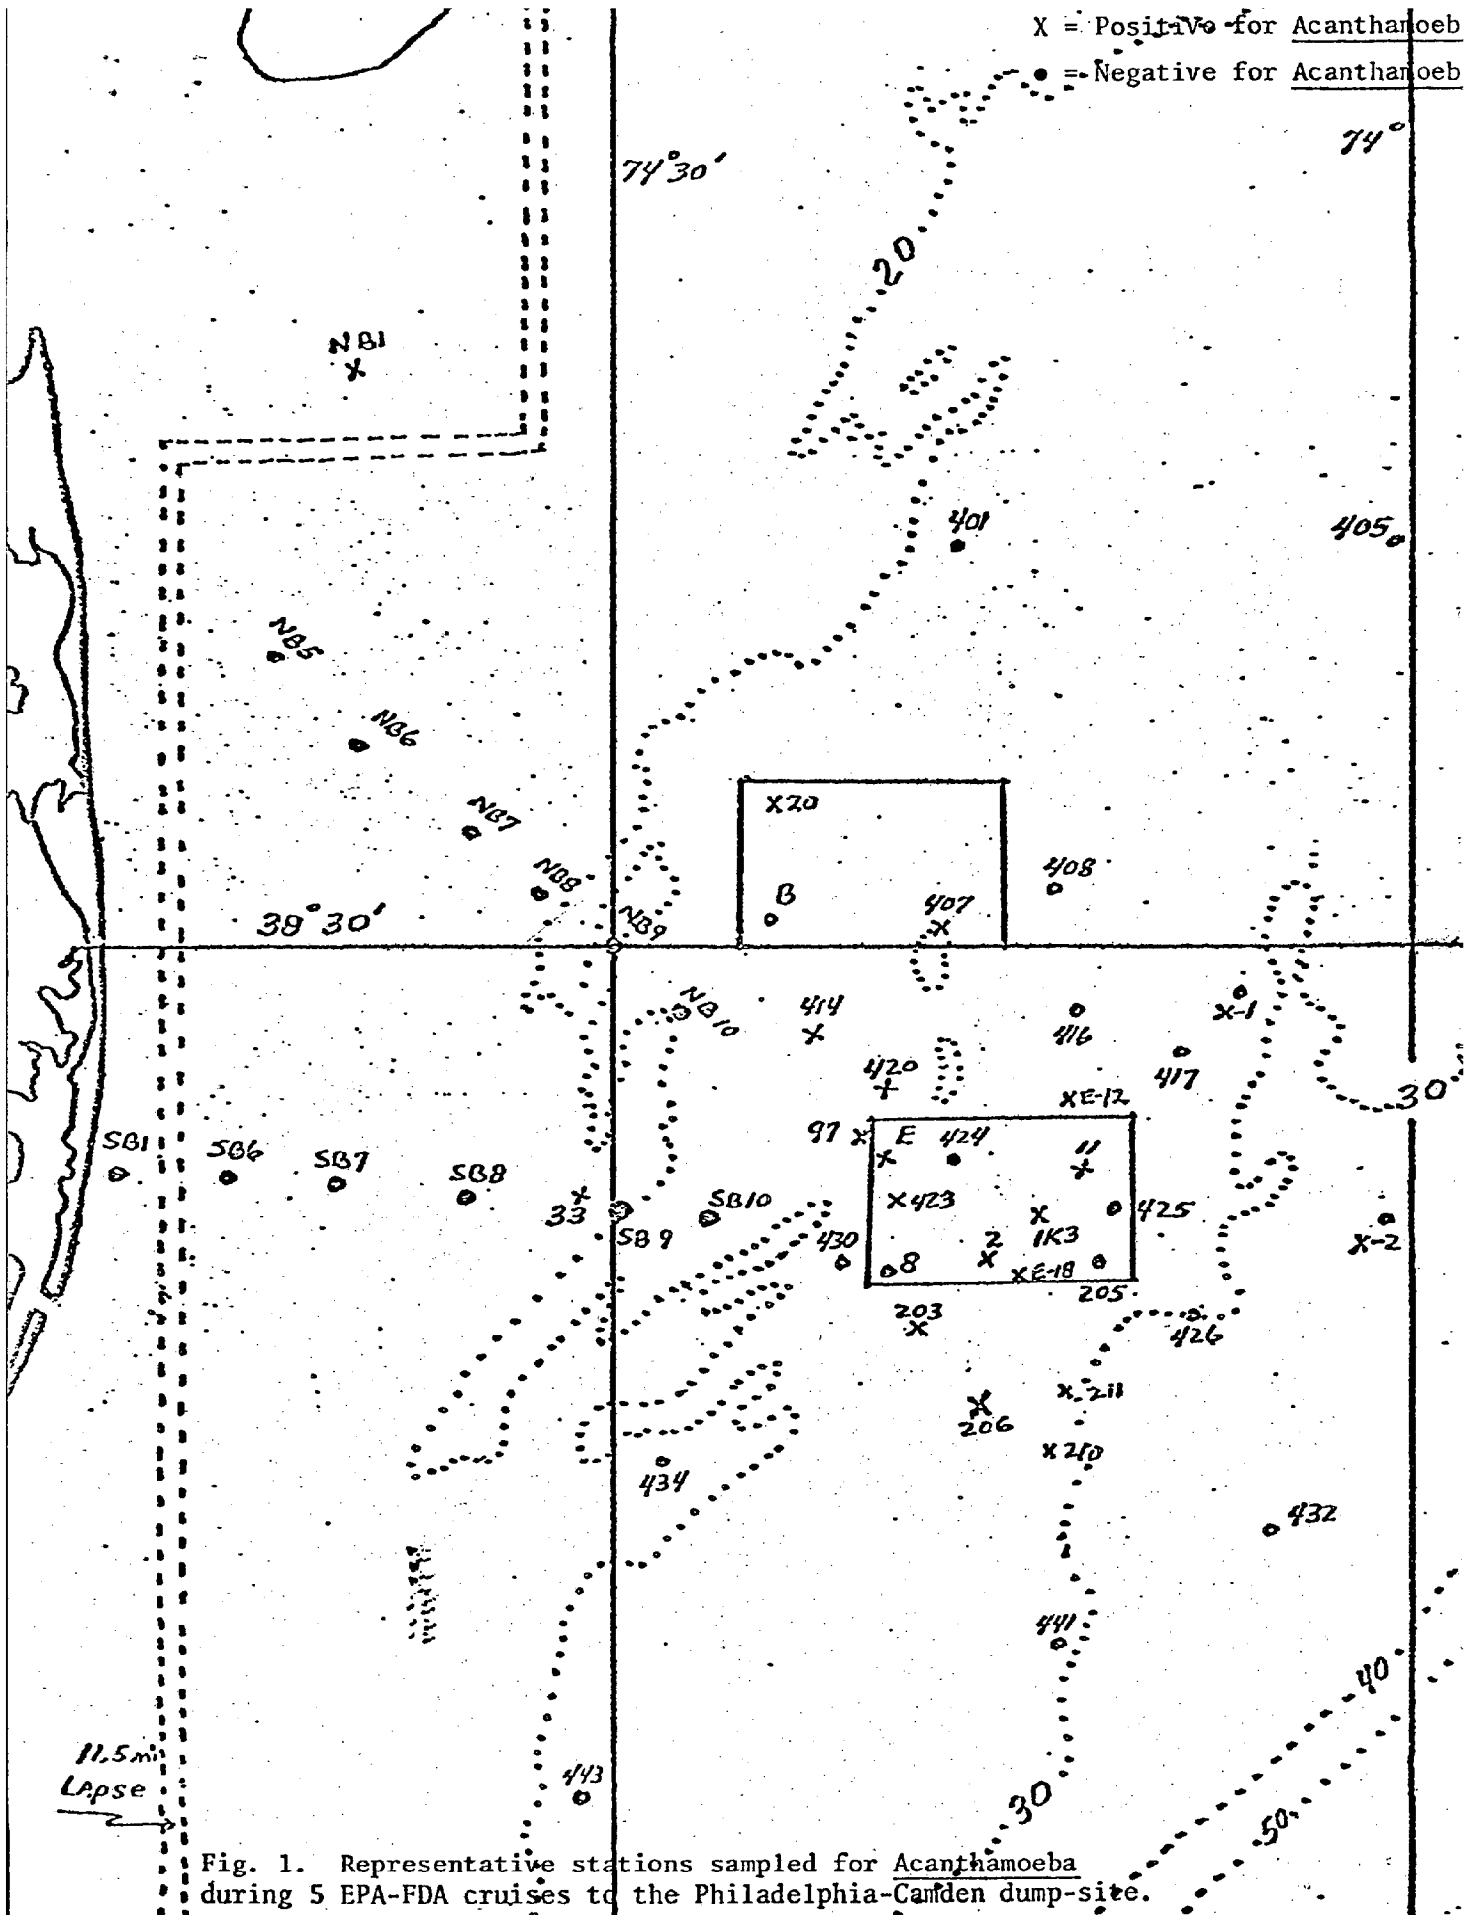 X = Positive for Acanthamoeb
● = Negative for Acanthamoeb
74°
74°30'
20
NB1
X
401
405
NB5
NB6
NB7
X20
NB8
B
408
38°30'
NB9
407
X
NB10
414
X
416
X-1
420
X
417
30
XE-12
SB1
SB6
SB7
SB8
97 X
E
X
424
11
X
33
X
SB9
SB10
X423
X
1K3
425
X-2
430
8
2
X
XE-18
205
203
X
426
X
206
X 211
X 210
434
432
441
40
11.5 mi
LApse
443
30
50
Fig. 1. Representative stations sampled for Acanthamoeba
during 5 EPA-FDA cruises to the Philadelphia-Camden dump-site.